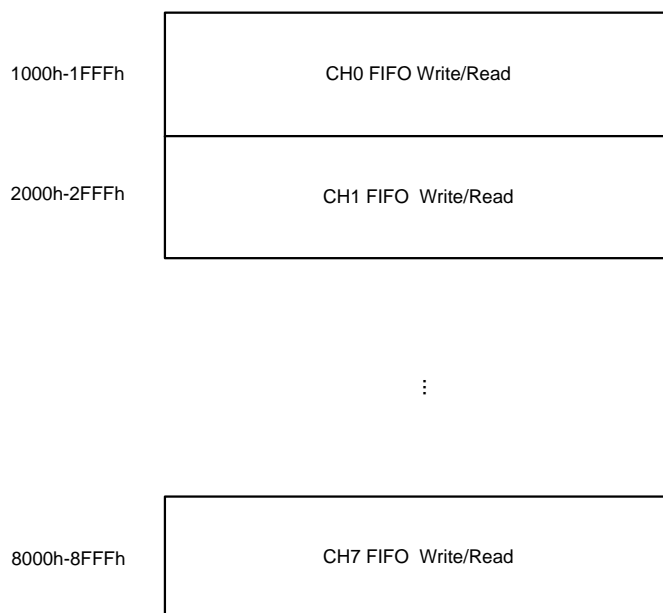 1000h-1FFFh CH0 FIFO Write/Read
2000h-2FFFh CH1 FIFO Write/Read
⋮
8000h-8FFFh CH7 FIFO Write/Read